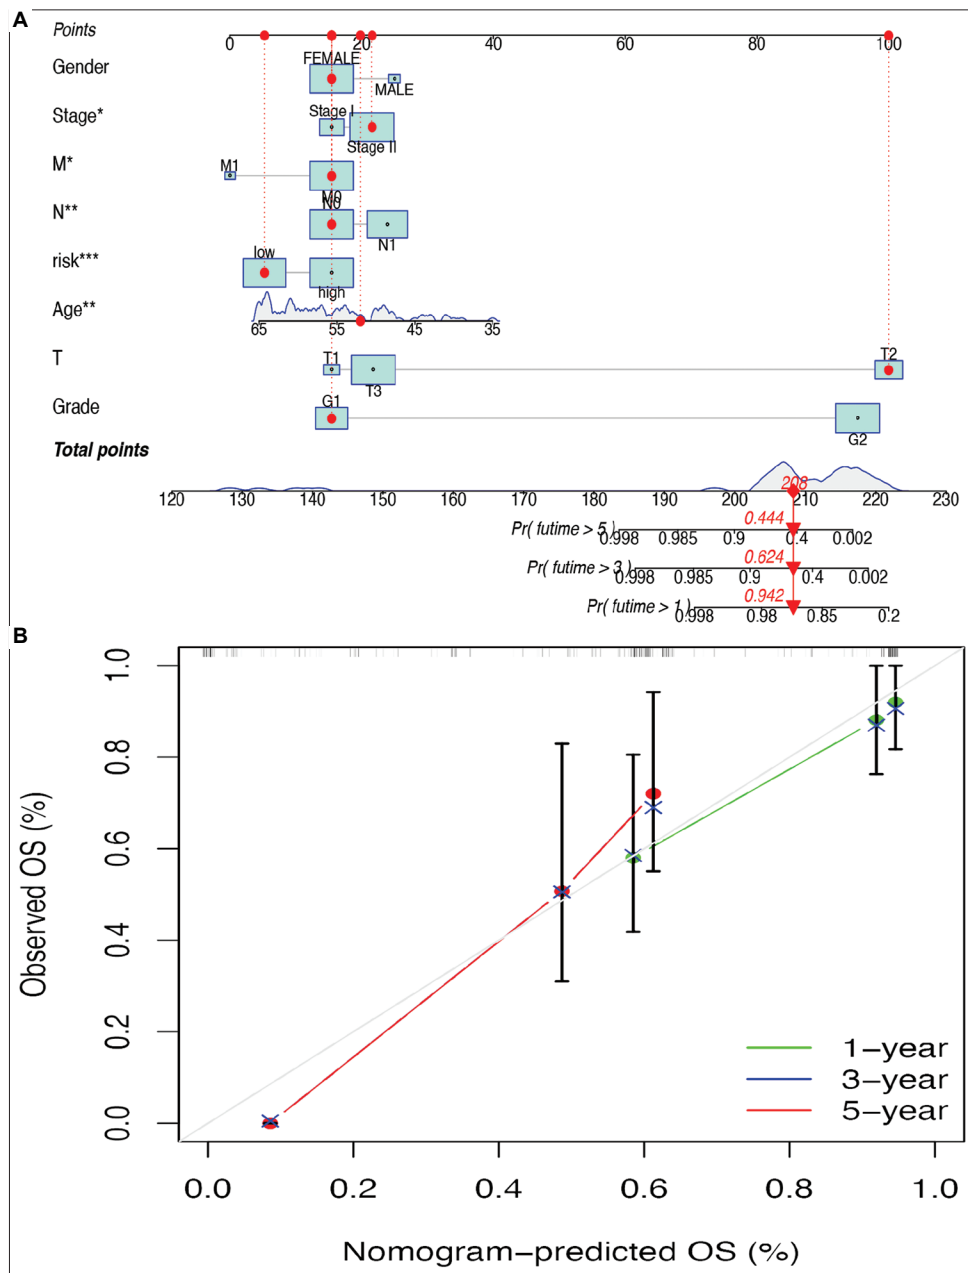 A
Points
0 20 40 60 80 100
Gender
FEMALE
MALE
Stage*
Stage I
Stage II
M*
M1
M0
N**
N0
N1
risk***
low
high
Age**
65 55 45 35
T
T1
T3
T2
Grade
G1
G2
Total points
208
120 130 140 150 160 170 180 190 200 210 220 230
0.444
Pr( futime > 5 )
0.998 0.985 0.9 0.4 0.002
0.624
Pr( futime > 3 )
0.998 0.985 0.9 0.4 0.002
0.942
Pr( futime > 1 )
0.998 0.98 0.85 0.2
B
1.0
0.8
0.6
0.4
0.2
0.0
Observed OS (%)
1-year
3-year
5-year
0.0 0.2 0.4 0.6 0.8 1.0
Nomogram-predicted OS (%)